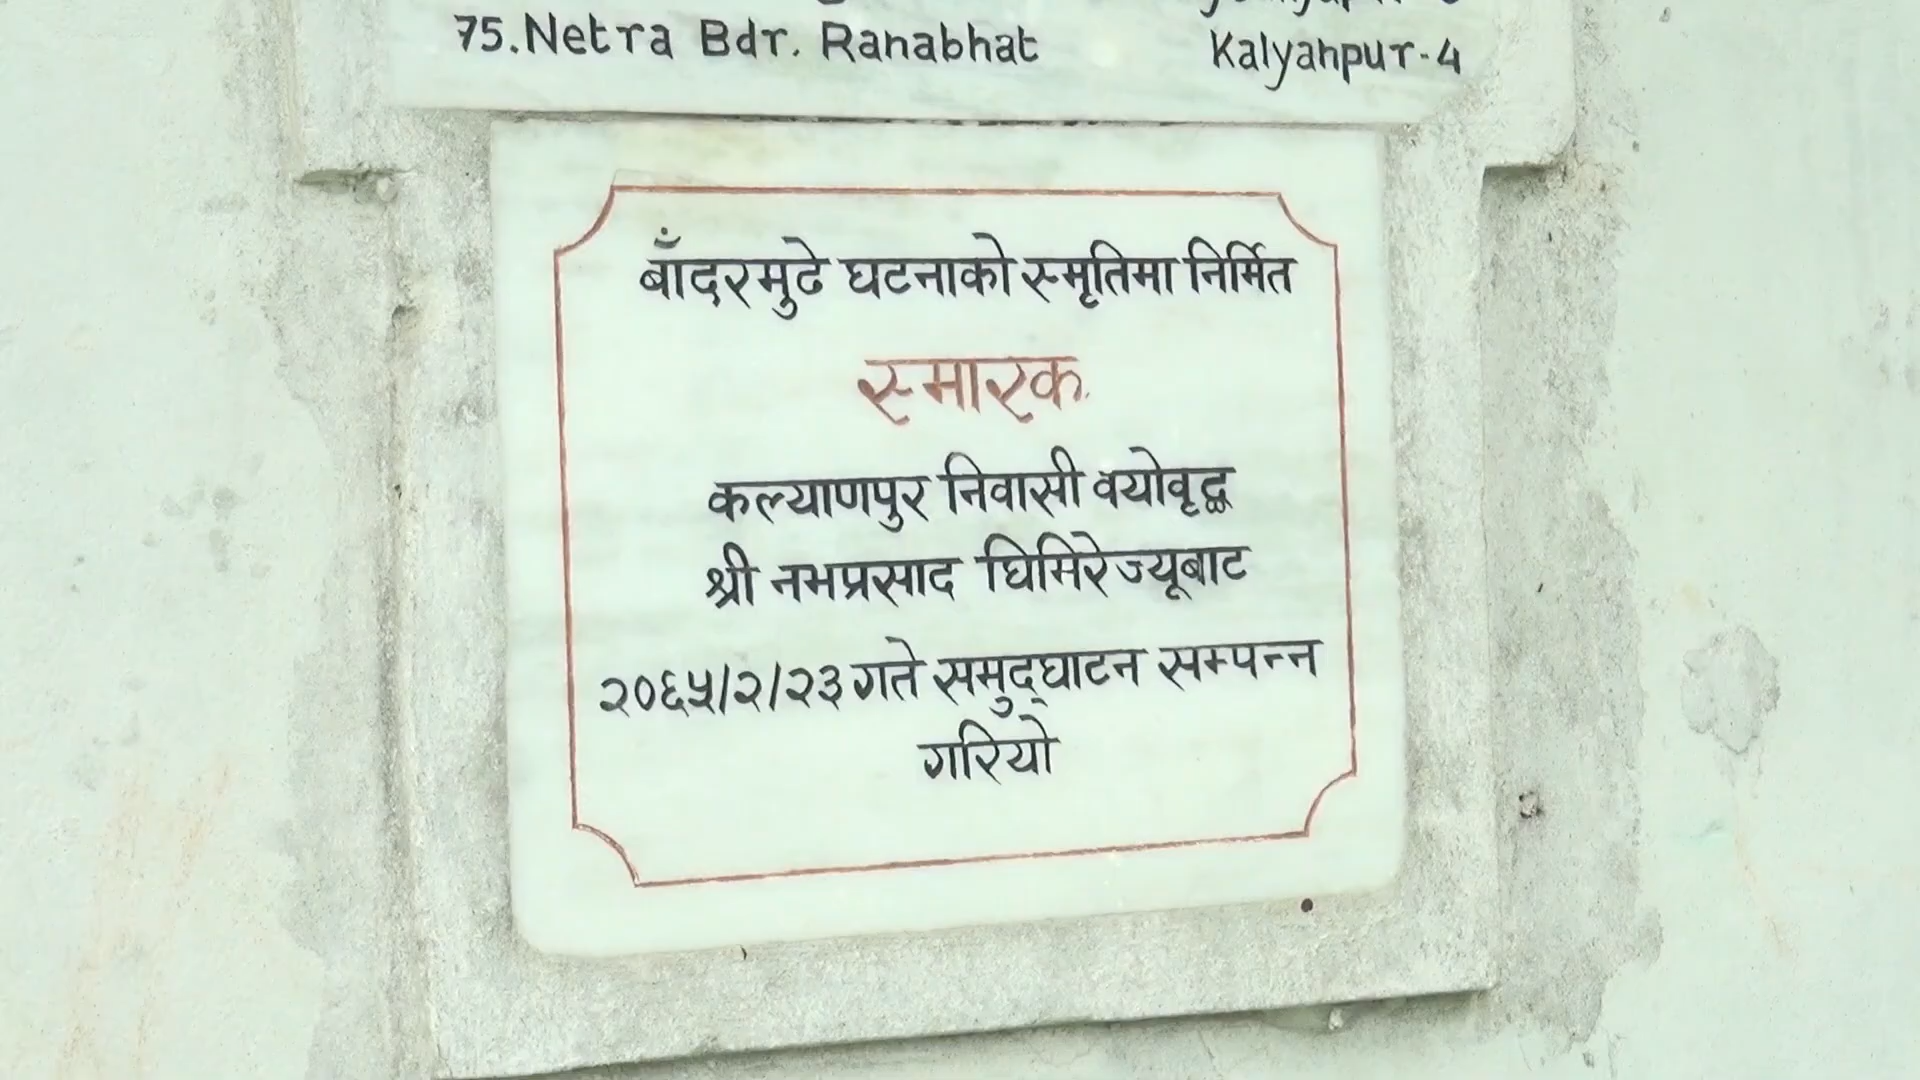 75. Netra Bdr. Ranabhat Kalyanpur-4
बाँदरमुढे घटनाको स्मृतिमा निर्मित
स्मारक
कल्याणपुर निवासी वयोवृद्ध
श्री नभप्रसाद घिमिरेज्यूबाट
२०६५/२/२३ गते समुद्घाटन सम्पन्न
गरियो